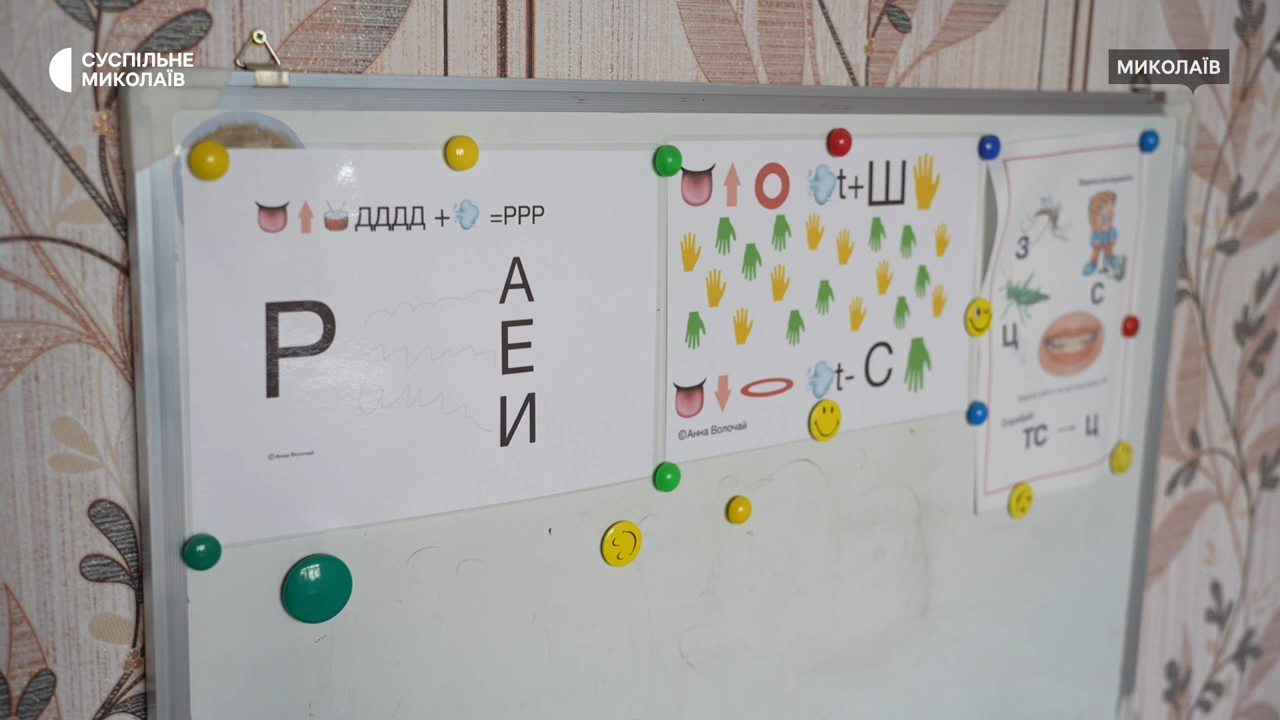 СУСПІЛЬНЕ
МИКОЛАЇВ
МИКОЛАЇВ
ДДДД + =РРР
Р
А
Е
И
©Анна Волочай
t+Ш
t- С
©Анна Волочай
З
С
Ц
ТС
Ц